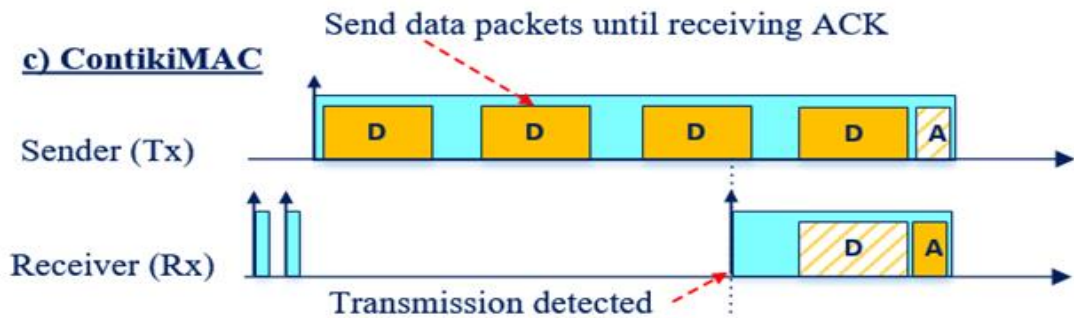 Send data packets until receiving ACK
c) ContikiMAC
D D D D A
Sender (Tx)
D A
Receiver (Rx)
Transmission detected